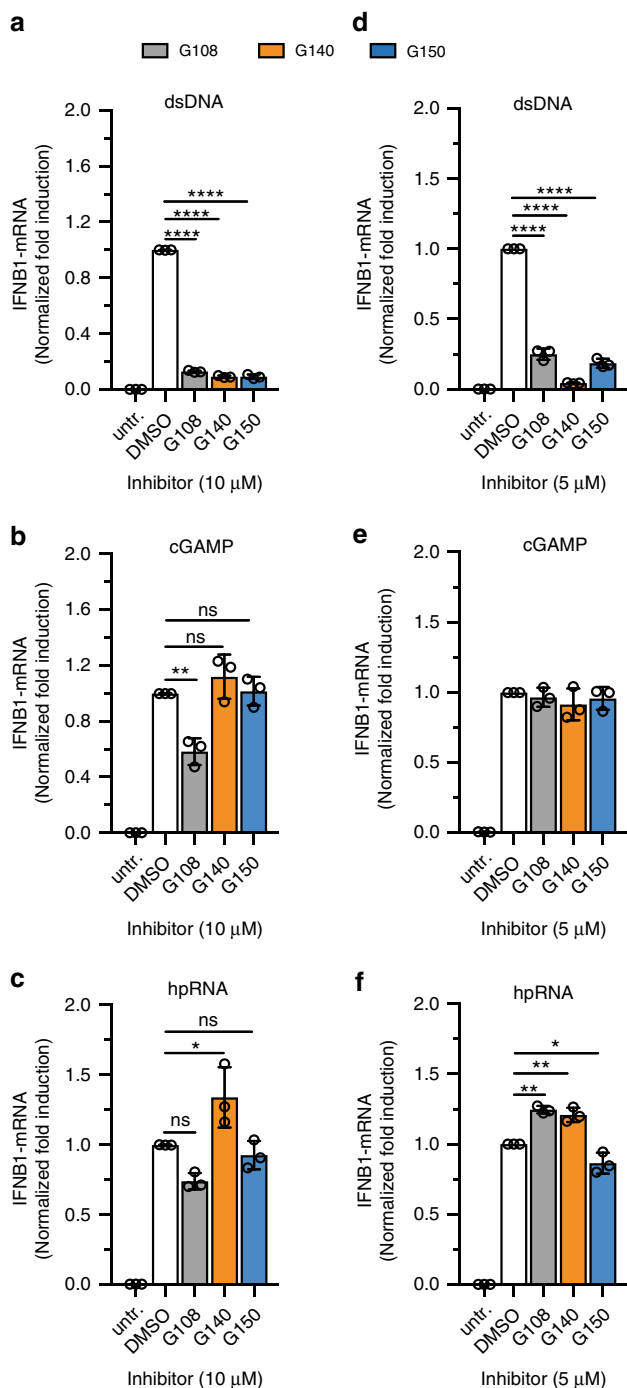 a
d
G108 G140 G150
dsDNA
IFNB1-mRNA
(Normalized fold induction)
2.0
1.6
1.2
1.0
0.8
0.4
0.0
****
****
****
untr. DMSO G108 G140 G150
Inhibitor (10 μM)
dsDNA
IFNB1-mRNA
(Normalized fold induction)
2.0
1.5
1.0
0.5
0.25
0.0
****
****
****
untr. DMSO G108 G140 G150
Inhibitor (5 μM)
b
cGAMP
IFNB1-mRNA
(Normalized fold induction)
2.0
1.6
1.2
1.0
0.8
0.4
0.0
ns
ns
**
untr. DMSO G108 G140 G150
Inhibitor (10 μM)
e
cGAMP
IFNB1-mRNA
(Normalized fold induction)
2.0
1.5
1.0
0.5
0.0
untr. DMSO G108 G140 G150
Inhibitor (5 μM)
c
hpRNA
IFNB1-mRNA
(Normalized fold induction)
2.0
1.5
1.0
0.5
0.0
ns
*
ns
untr. DMSO G108 G140 G150
Inhibitor (10 μM)
f
hpRNA
IFNB1-mRNA
(Normalized fold induction)
2.0
1.5
1.0
0.5
0.0
*
**
**
untr. DMSO G108 G140 G150
Inhibitor (5 μM)